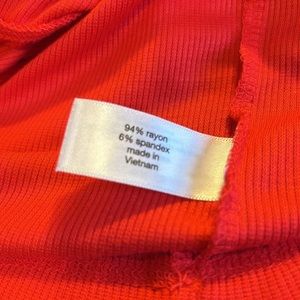 94% rayon
6% spandex
made in
Vietnam